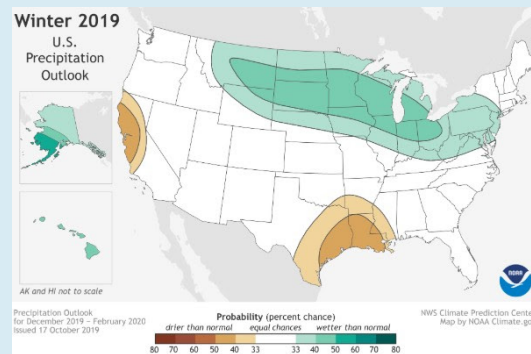 Winter 2019
U.S.
Precipitation
Outlook
AK and HI not to scale
NOAA
Precipitation Outlook
for December 2019 – February 2020
Issued 17 October 2019
Probability (percent chance)
drier than normal equal chances wetter than normal
80 70 60 50 40 33 33 40 50 60 70 80
NWS Climate Prediction Cente
Map by NOAA Climate.go